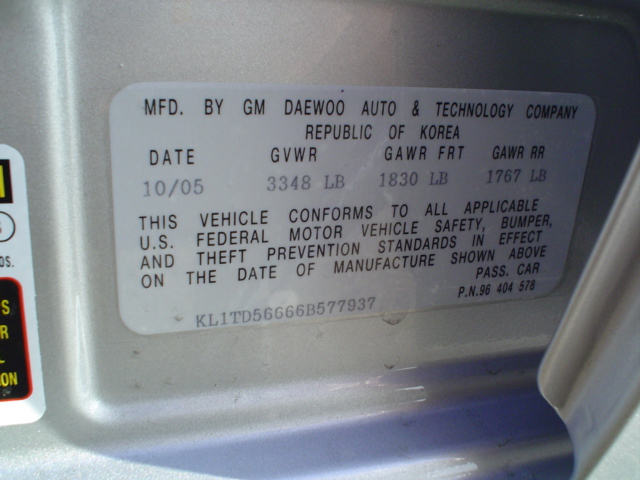 MFD. BY GM DAEWOO AUTO & TECHNOLOGY COMPANY
REPUBLIC OF KOREA
DATE GVWR GAWR FRT GAWR RR
10/05 3348 LB 1830 LB 1767 LB
THIS VEHICLE CONFORMS TO ALL APPLICABLE
U.S. FEDERAL MOTOR VEHICLE SAFETY, BUMPER,
AND THEFT PREVENTION STANDARDS IN EFFECT
ON THE DATE OF MANUFACTURE SHOWN ABOVE
PASS. CAR
P.N.96 404 578
KL1TD56666B577937